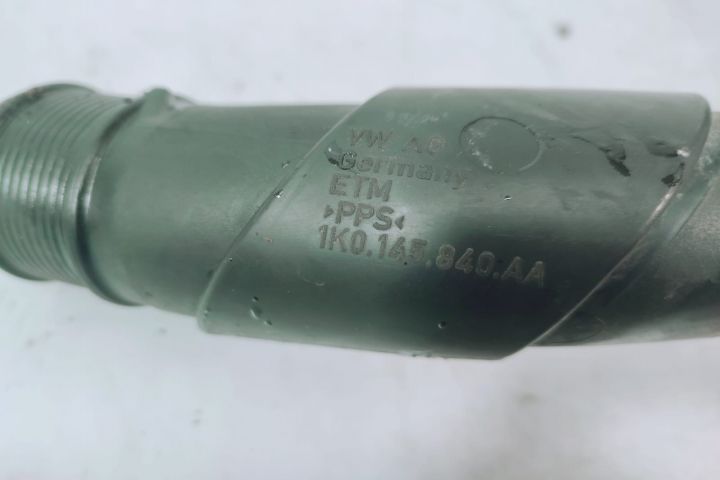 VW AG
Germany
ETM
>PPS<
1K0.145.840.AA